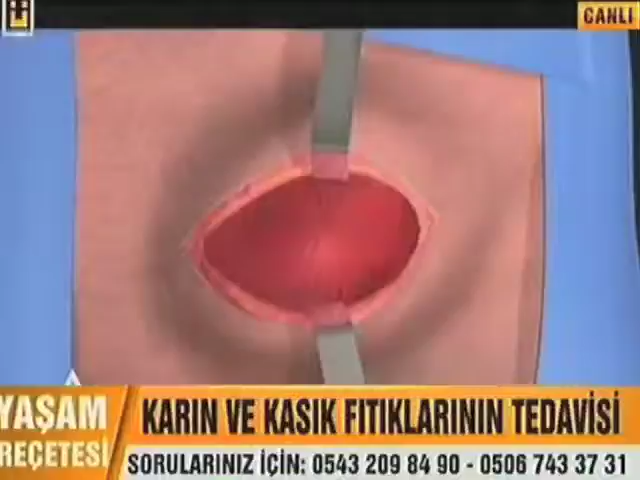 CANLI
YAŞAM
REÇETESİ
KARIN VE KASIK FITIKLARININ TEDAVİSİ
SORULARINIZ İÇİN: 0543 209 84 90 - 0506 743 37 31